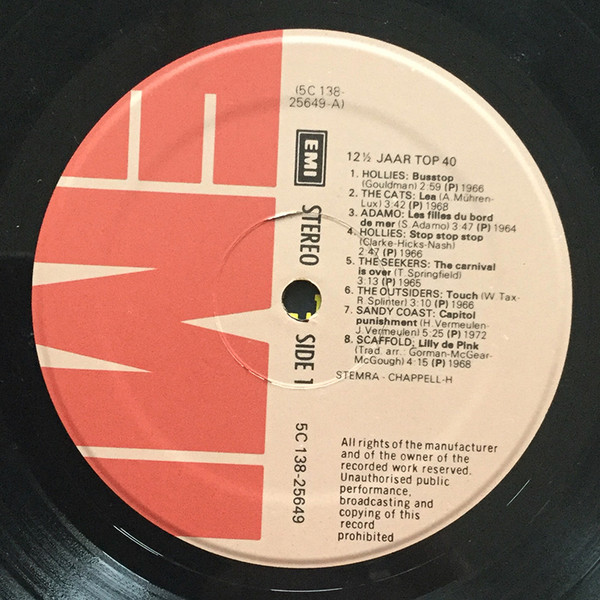 (5C 138-
25649-A)
EMI
12½ JAAR TOP 40
1. HOLLIES: Busstop
(Gouldman) 2:59 (P) 1966
2. THE CATS: Lea (A. Mühren-
Lux) 3:42 (P) 1968
3. ADAMO: Les filles du bord
de mer (S. Adamo) 3:47 (P) 1964
4. HOLLIES: Stop stop stop
(Clarke-Hicks-Nash)
2:47 (P) 1966
5. THE SEEKERS: The carnival
is over (T. Springfield)
3:13 (P) 1965
6. THE OUTSIDERS: Touch (W. Tax-
R. Splinter) 3:10 (P) 1966
7. SANDY COAST: Capitol
punishment (H. Vermeulen-
J. Vermeulen) 5:25 (P) 1972
8. SCAFFOLD: Lilly de Pink
(Trad. arr.: Gorman-McGear-
McGough) 4:15 (P) 1968
STEMRA - CHAPPELL-H
STEREO SIDE 1
5C 138-25649
All rights of the manufacturer
and of the owner of the
recorded work reserved.
Unauthorised public
performance,
broadcasting and
copying of this
record
prohibited
EMI